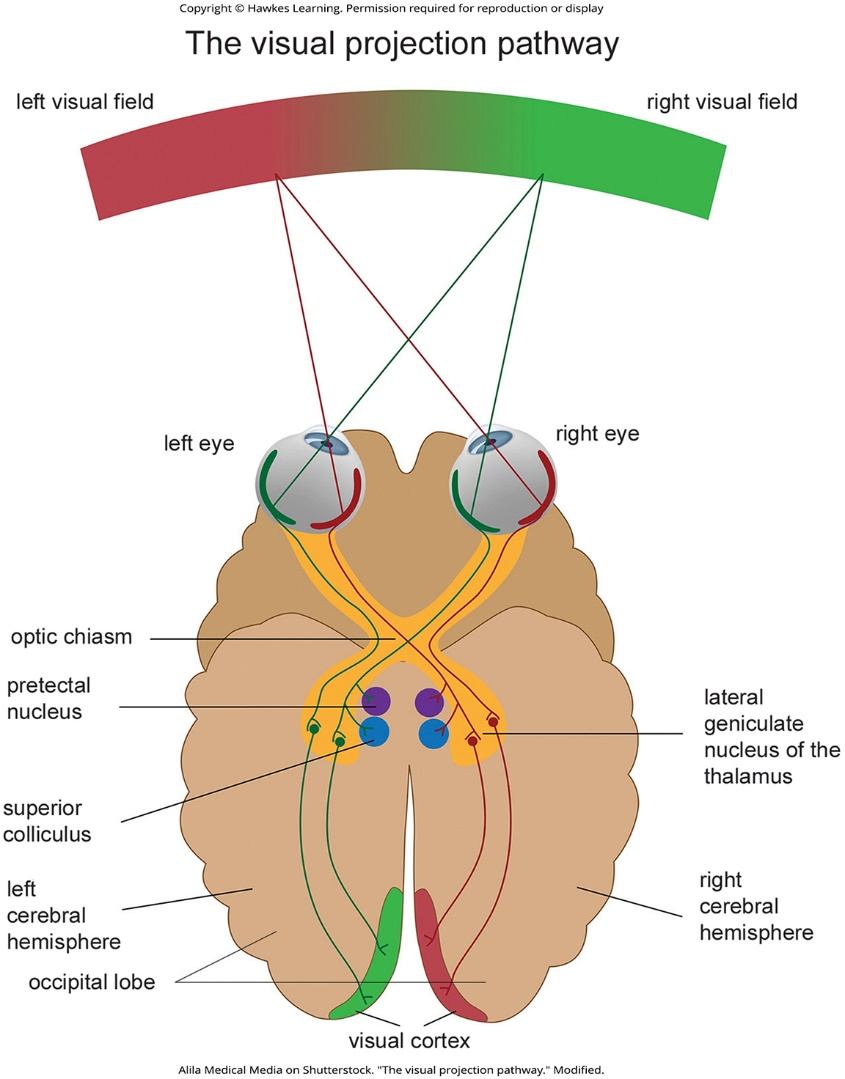 Copyright © Hawkes Learning. Permission required for reproduction or display
The visual projection pathway
left visual field
right visual field
left eye
right eye
optic chiasm
pretectal
nucleus
lateral
geniculate
nucleus of the
thalamus
superior
colliculus
left
cerebral
hemisphere
right
cerebral
hemisphere
occipital lobe
visual cortex
Alila Medical Media on Shutterstock. "The visual projection pathway." Modified.